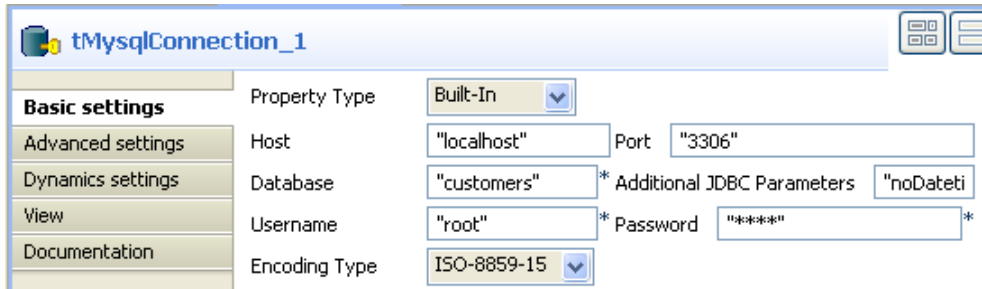 tMysqlConnection_1
Basic settings
Advanced settings
Dynamics settings
View
Documentation
Property Type Built-In
Host "localhost" Port "3306"
Database "customers" * Additional JDBC Parameters "noDateti
Username "root" * Password "****" *
Encoding Type ISO-8859-15